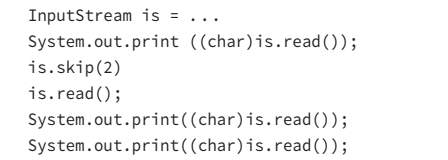 InputStream is = ...
System.out.print ((char)is.read());
is.skip(2)
is.read();
System.out.print((char)is.read());
System.out.print((char)is.read());